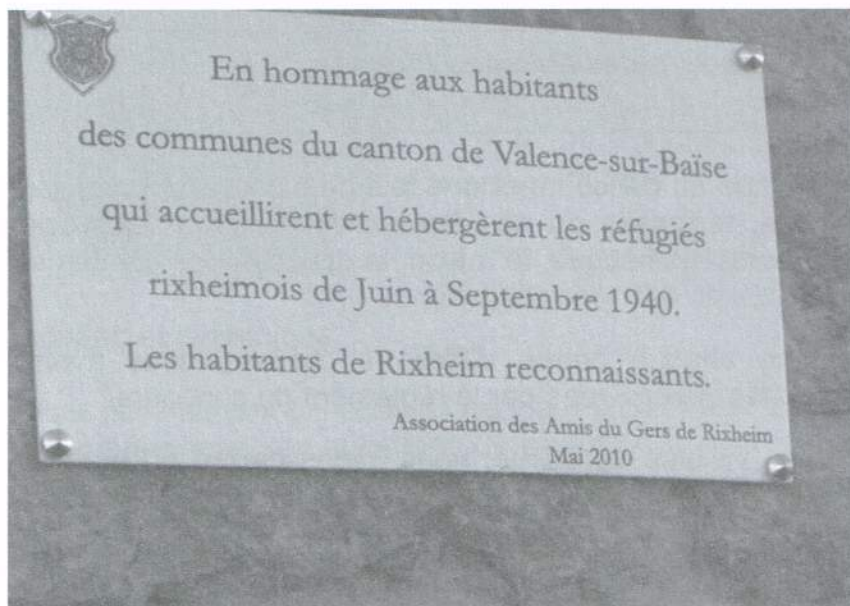 En hommage aux habitants
des communes du canton de Valence-sur-Baïse
qui accueillirent et hébergèrent les réfugiés
rixheimois de Juin à Septembre 1940.
Les habitants de Rixheim reconnaissants.
Association des Amis du Gers de Rixheim
Mai 2010